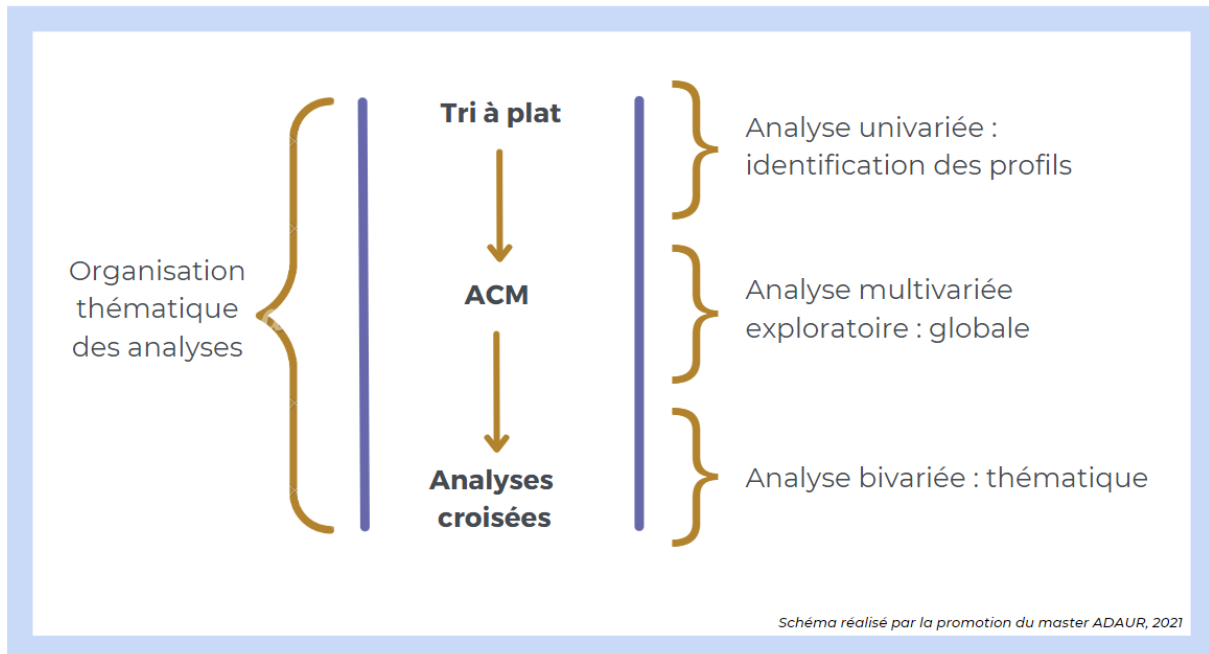 Organisation
thématique
des analyses
Tri à plat
ACM
Analyses
croisées
Analyse univariée :
identification des profils
Analyse multivariée
exploratoire : globale
Analyse bivariée : thématique
Schéma réalisé par la promotion du master ADAUR, 2021